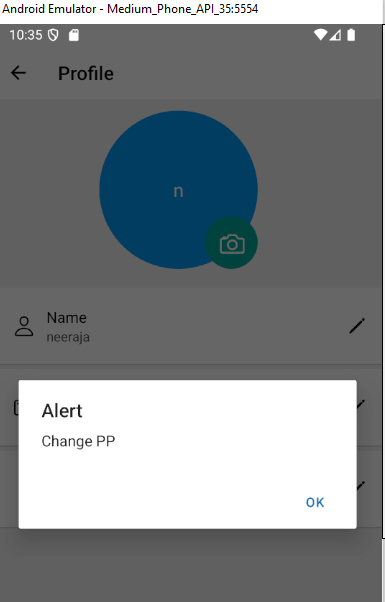 Android Emulator - Medium_Phone_API_35:5554
10:35
Profile
n
Name
neeraja
Alert
Change PP
OK